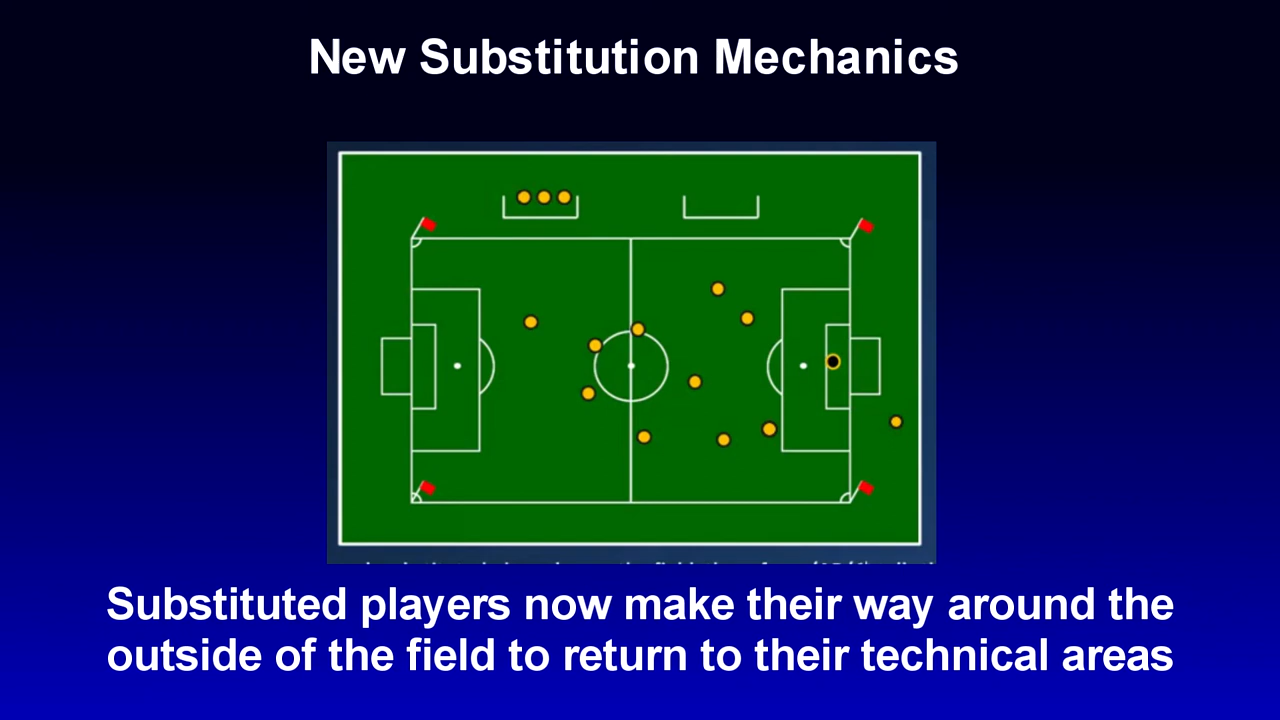 New Substitution Mechanics
Substituted players now make their way around the
outside of the field to return to their technical areas